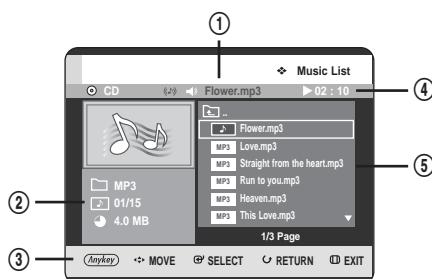 1
❖ Music List
CD Flower.mp3 02 : 10
4
..
Flower.mp3
MP3 Love.mp3
MP3 Straight from the heart.mp3
5
MP3 Run to you.mp3
MP3 Heaven.mp3
MP3 This Love.mp3
MP3
2
01/15
4.0 MB
1/3 Page
3
Anykey MOVE SELECT RETURN EXIT